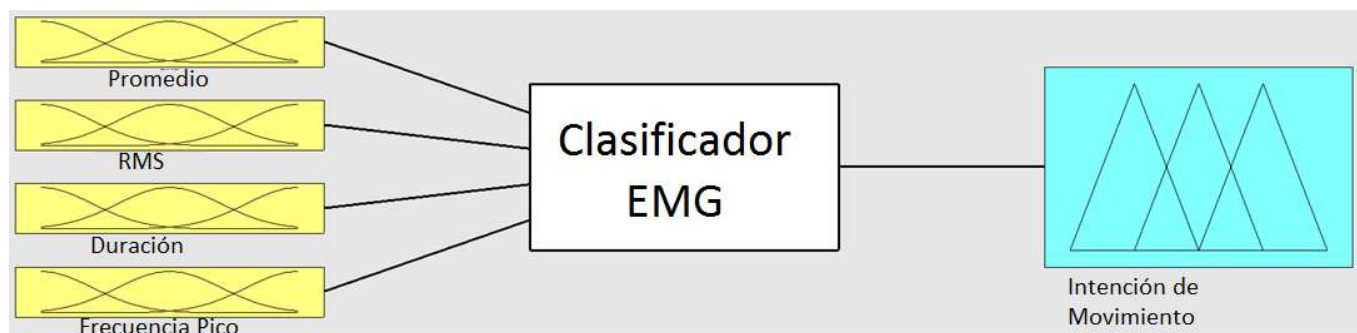 Promedio
RMS
Duración
Frecuencia Pico
Clasificador
EMG
Intención de
Movimiento